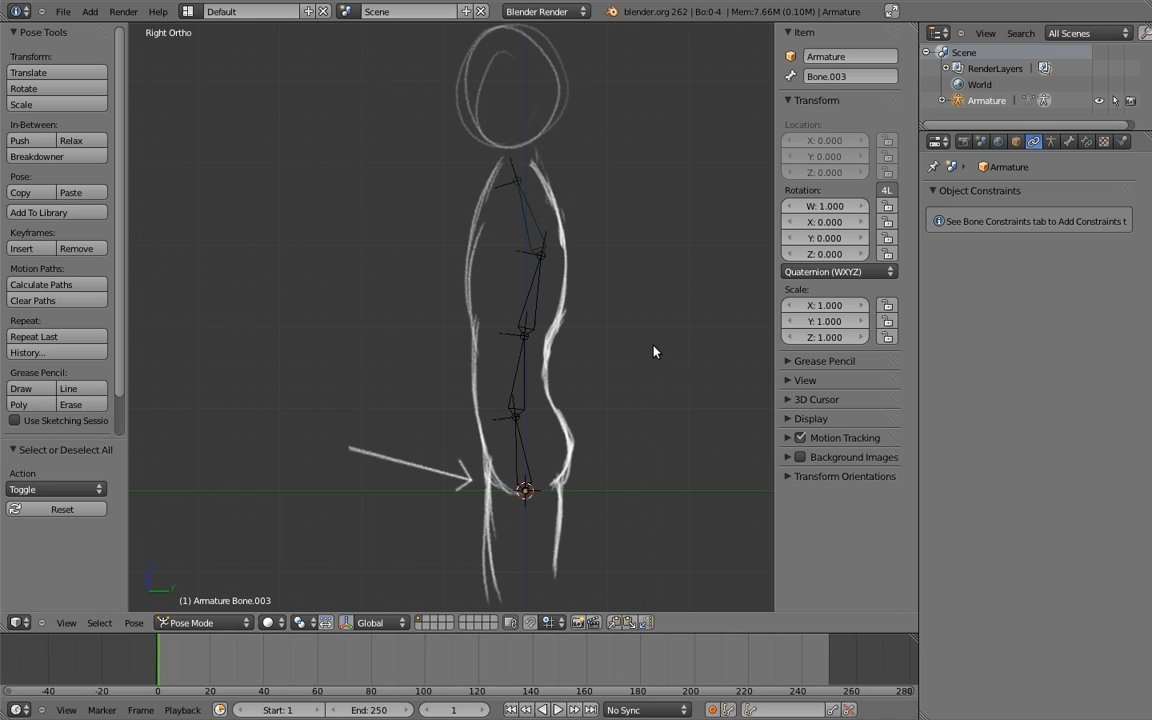 File Add Render Help Default Scene Blender Render blender.org 262 | Bo:0-4 | Mem:7.66M (0.10M) | Armature
Pose Tools
Transform:
Translate
Rotate
Scale
In-Between:
Push Relax
Breakdowner
Pose:
Copy Paste
Add To Library
Keyframes:
Insert Remove
Motion Paths:
Calculate Paths
Clear Paths
Repeat:
Repeat Last
History...
Grease Pencil:
Draw Line
Poly Erase
Use Sketching Sessio
Select or Deselect All
Action
Toggle
Reset
Right Ortho
(1) Armature Bone.003
Item
Armature
Bone.003
Transform
Location:
X: 0.000
Y: 0.000
Z: 0.000
Rotation:
4L
W: 1.000
X: 0.000
Y: 0.000
Z: 0.000
Quaternion (WXYZ)
Scale:
X: 1.000
Y: 1.000
Z: 1.000
Grease Pencil
View
3D Cursor
Display
Motion Tracking
Background Images
Transform Orientations
View Search All Scenes
Scene
RenderLayers
World
Armature
Armature
Object Constraints
See Bone Constraints tab to Add Constraints t
View Select Pose Pose Mode Global
-40 -20 0 20 40 60 80 100 120 140 160 180 200 220 240 260 280
View Marker Frame Playback Start: 1 End: 250 1 No Sync